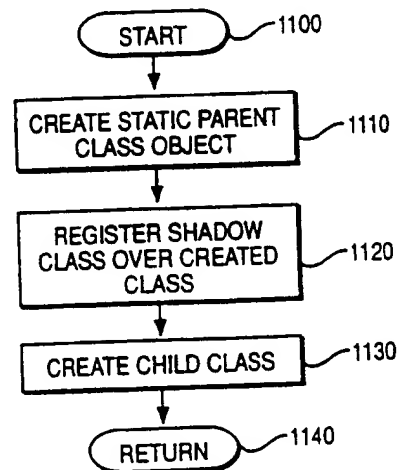 START
1100
CREATE STATIC PARENT
CLASS OBJECT
1110
REGISTER SHADOW
CLASS OVER CREATED
CLASS
1120
CREATE CHILD CLASS
1130
RETURN
1140